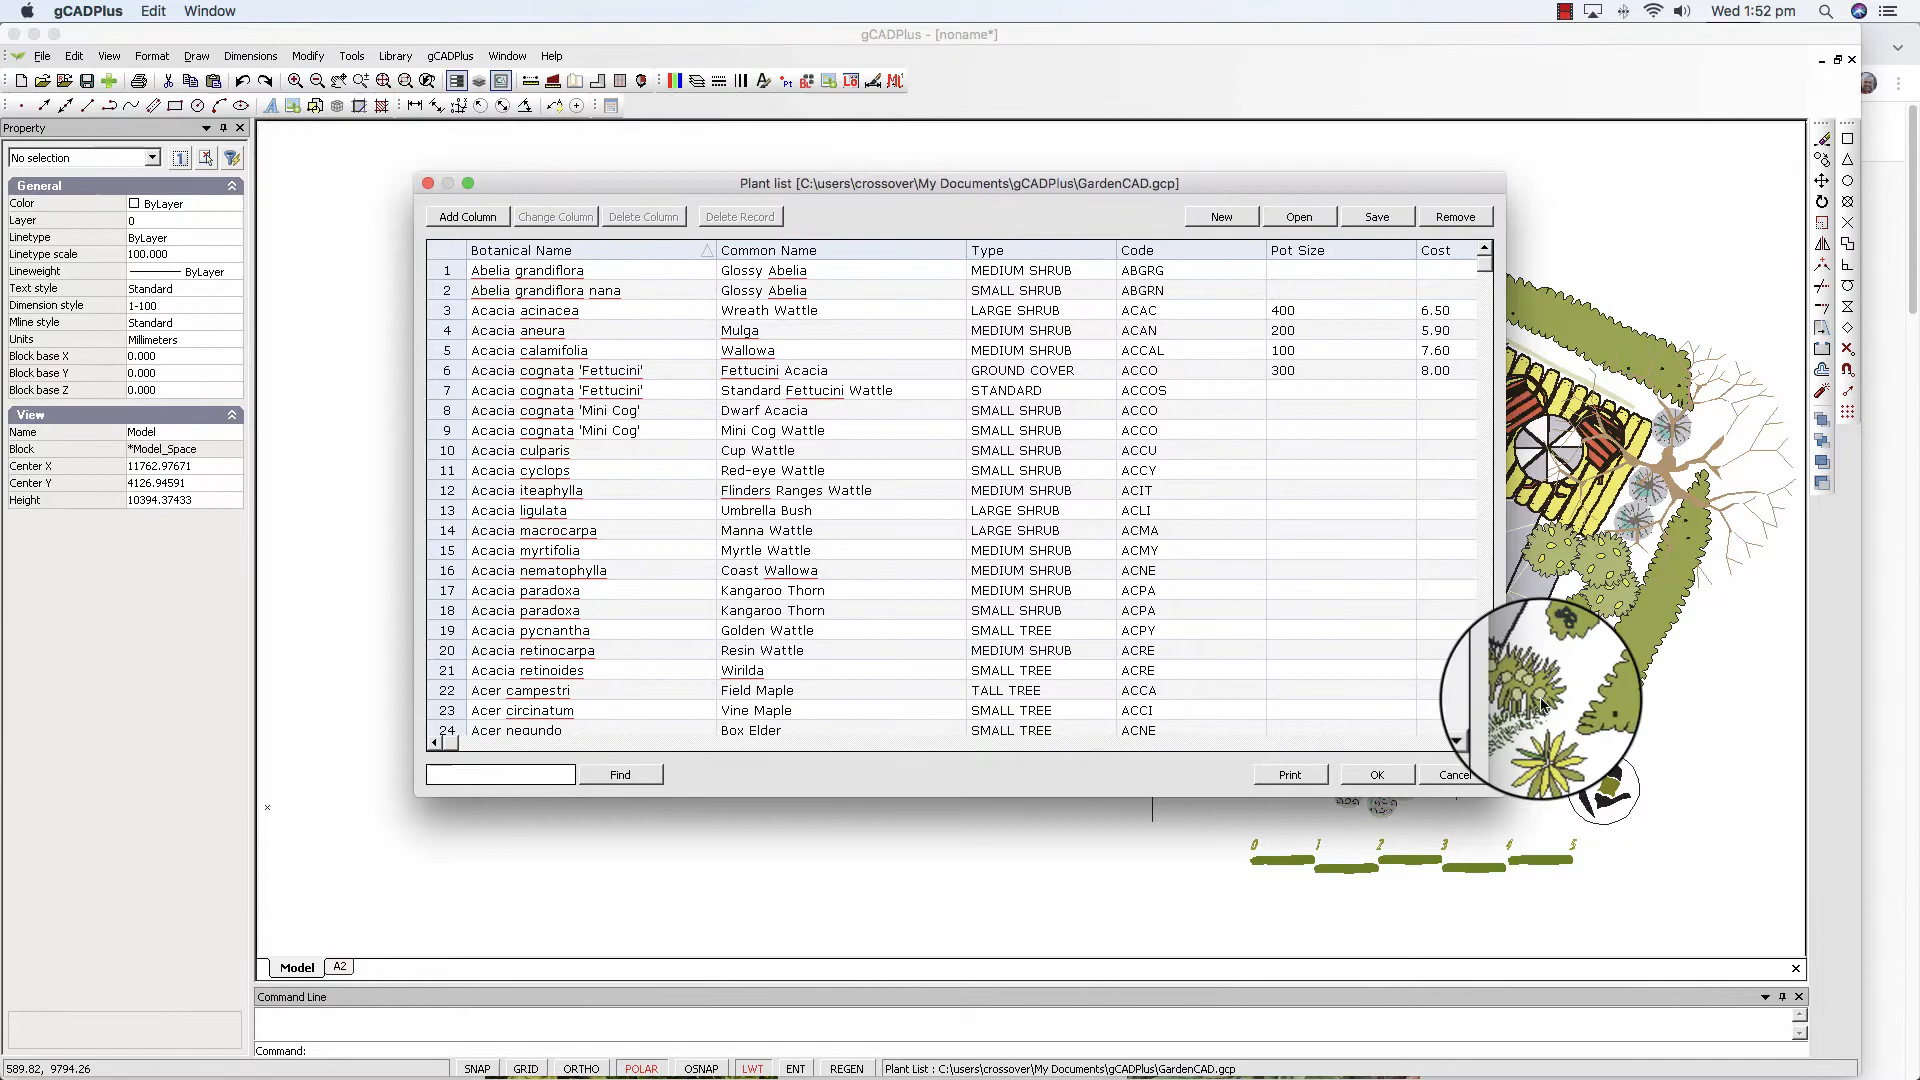 gCADPlus Edit Window Wed 1:52 pm
gCADPlus - [noname*]
File Edit View Format Draw Dimensions Modify Tools Library gCADPlus Window Help
Property
No selection
General
Color ByLayer
Layer 0
Linetype ByLayer
Linetype scale 100.000
Lineweight ByLayer
Text style Standard
Dimension style 1-100
Mline style Standard
Units Millimeters
Block base X 0.000
Block base Y 0.000
Block base Z 0.000
View
Name Model
Block *Model_Space
Center X 11762.97671
Center Y 4126.94591
Height 10394.37433
Plant list [C:\users\crossover\My Documents\gCADPlus\GardenCAD.gcp]
Add Column Change Column Delete Column Delete Record New Open Save Remove
Botanical Name Common Name Type Code Pot Size Cost
1 Abelia grandiflora Glossy Abelia MEDIUM SHRUB ABGRG
2 Abelia grandiflora nana Glossy Abelia SMALL SHRUB ABGRN
3 Acacia acinacea Wreath Wattle LARGE SHRUB ACAC 400 6.50
4 Acacia aneura Mulga MEDIUM SHRUB ACAN 200 5.90
5 Acacia calamifolia Wallowa MEDIUM SHRUB ACCAL 100 7.60
6 Acacia cognata 'Fettucini' Fettucini Acacia GROUND COVER ACCO 300 8.00
7 Acacia cognata 'Fettucini' Standard Fettucini Wattle STANDARD ACCOS
8 Acacia cognata 'Mini Cog' Dwarf Acacia SMALL SHRUB ACCO
9 Acacia cognata 'Mini Cog' Mini Cog Wattle SMALL SHRUB ACCO
10 Acacia culparis Cup Wattle SMALL SHRUB ACCU
11 Acacia cyclops Red-eye Wattle SMALL SHRUB ACCY
12 Acacia iteaphylla Flinders Ranges Wattle MEDIUM SHRUB ACIT
13 Acacia ligulata Umbrella Bush LARGE SHRUB ACLI
14 Acacia macrocarpa Manna Wattle LARGE SHRUB ACMA
15 Acacia myrtifolia Myrtle Wattle MEDIUM SHRUB ACMY
16 Acacia nematophylla Coast Wallowa MEDIUM SHRUB ACNE
17 Acacia paradoxa Kangaroo Thorn MEDIUM SHRUB ACPA
18 Acacia paradoxa Kangaroo Thorn SMALL SHRUB ACPA
19 Acacia pycnantha Golden Wattle SMALL TREE ACPY
20 Acacia retinocarpa Resin Wattle MEDIUM SHRUB ACRE
21 Acacia retinoides Wirilda SMALL TREE ACRE
22 Acer campestri Field Maple TALL TREE ACCA
23 Acer circinatum Vine Maple SMALL TREE ACCI
24 Acer negundo Box Elder SMALL TREE ACNE
Find Print OK Cancel
0 1 2 3 4 5
Model A2
Command Line
Command:
589.82, 9794.26 SNAP GRID ORTHO POLAR OSNAP LWT ENT REGEN Plant List : C:\users\crossover\My Documents\gCADPlus\GardenCAD.gcp